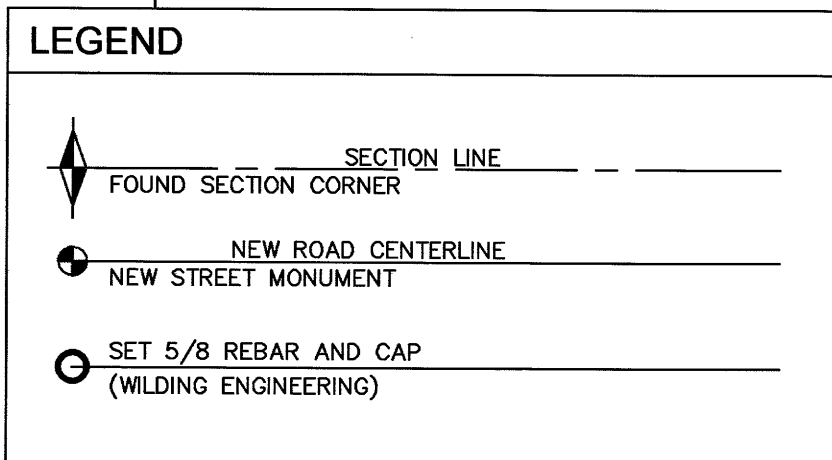 LEGEND
SECTION LINE
FOUND SECTION CORNER
NEW ROAD CENTERLINE
NEW STREET MONUMENT
SET 5/8 REBAR AND CAP
(WILDING ENGINEERING)